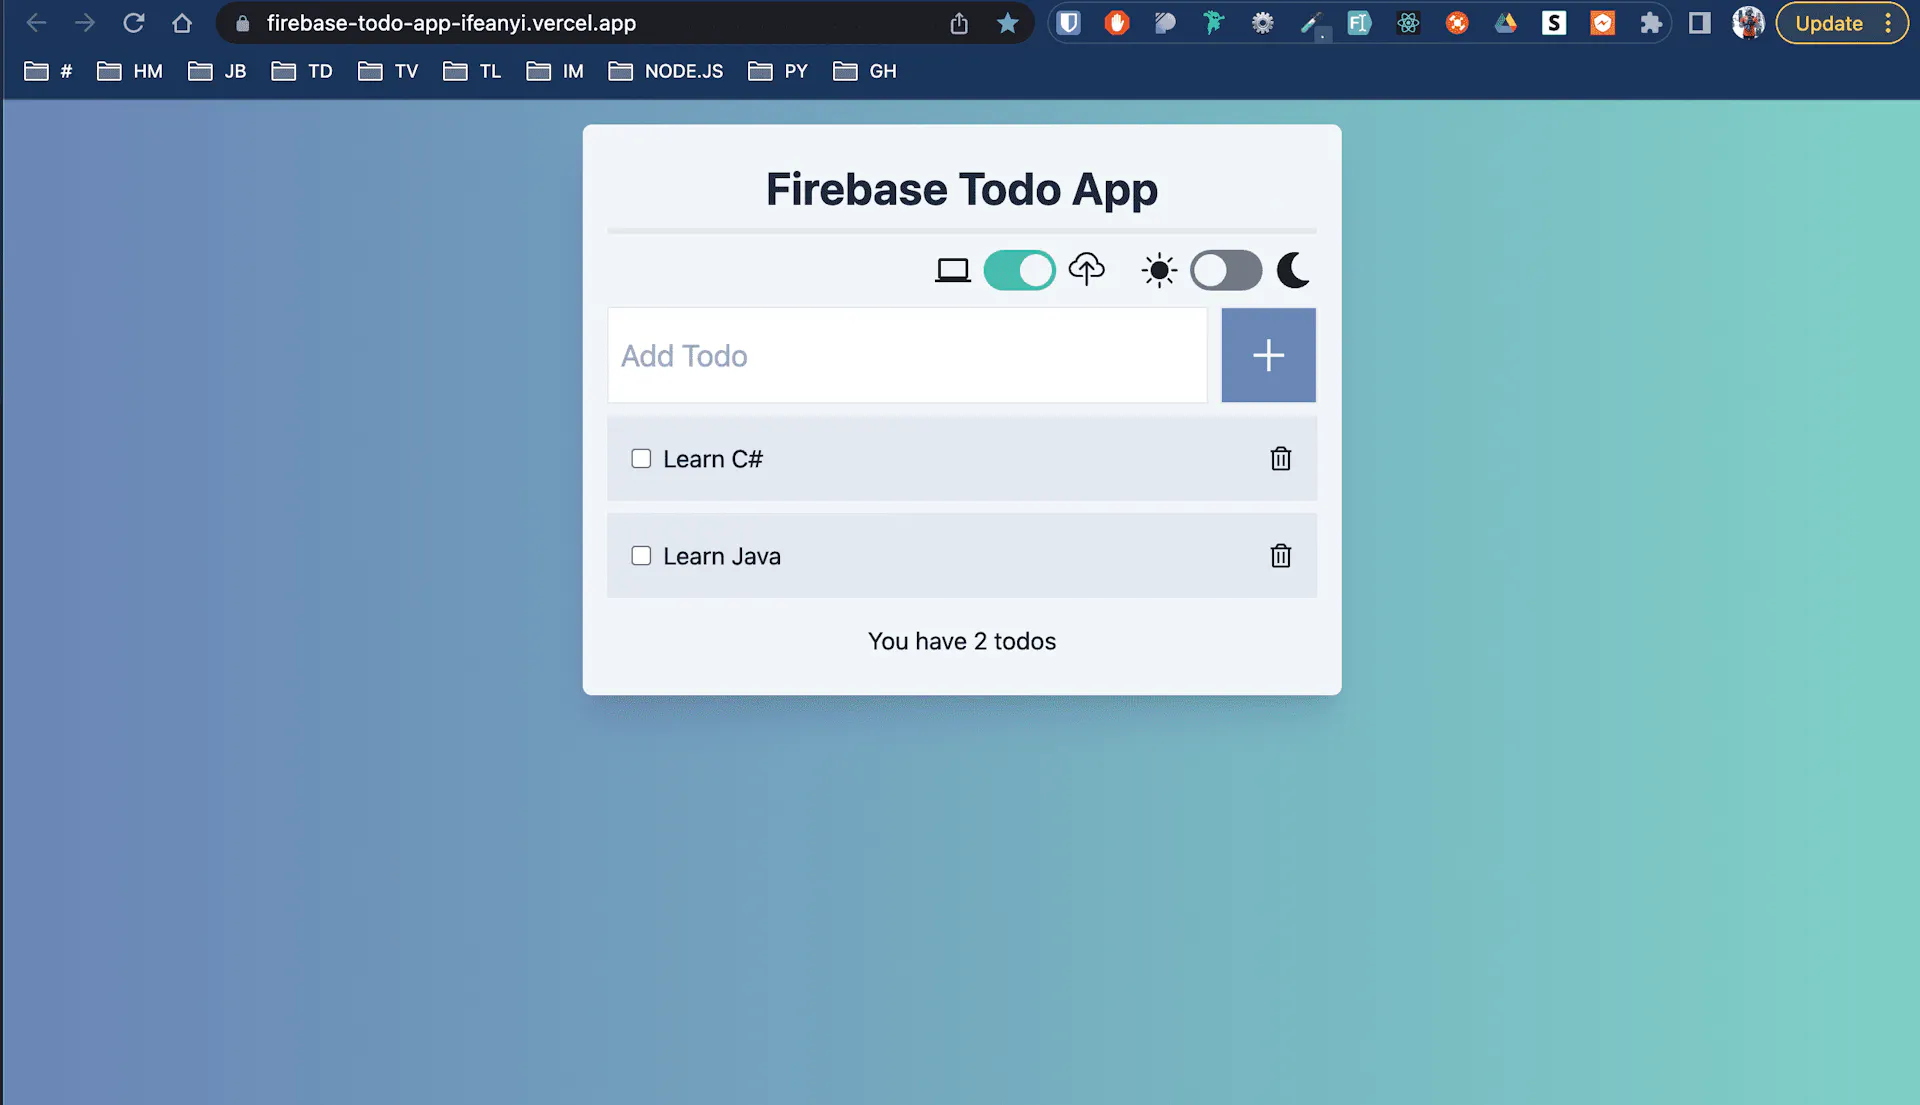 firebase-todo-app-ifeanyi.vercel.app
FI
S
Update
# HM JB TD TV TL IM NODE.JS PY GH
Firebase Todo App
Add Todo
Learn C#
Learn Java
You have 2 todos